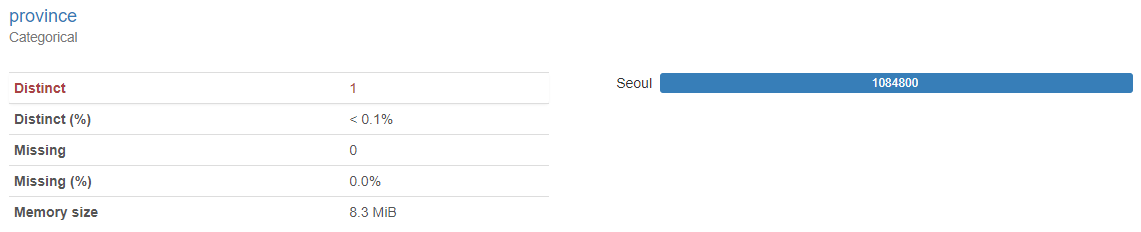 province
Categorical
Distinct 1
Distinct (%) < 0.1%
Missing 0
Missing (%) 0.0%
Memory size 8.3 MiB
Seoul 1084800